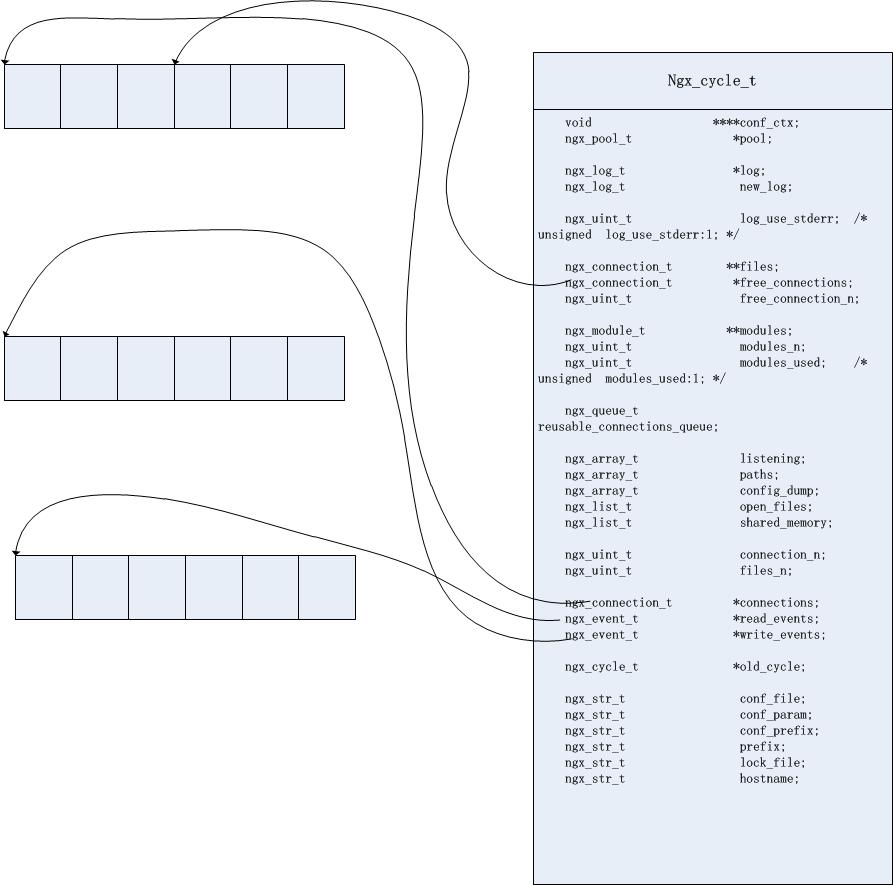 Ngx_cycle_t
void ****conf_ctx;
ngx_pool_t *pool;
ngx_log_t *log;
ngx_log_t new_log;
ngx_uint_t log_use_stderr; /*
unsigned log_use_stderr:1; */
ngx_connection_t **files;
ngx_connection_t *free_connections;
ngx_uint_t free_connection_n;
ngx_module_t **modules;
ngx_uint_t modules_n;
ngx_uint_t modules_used; /*
unsigned modules_used:1; */
ngx_queue_t
reusable_connections_queue;
ngx_array_t listening;
ngx_array_t paths;
ngx_array_t config_dump;
ngx_list_t open_files;
ngx_list_t shared_memory;
ngx_uint_t connection_n;
ngx_uint_t files_n;
ngx_connection_t *connections;
ngx_event_t *read_events;
ngx_event_t *write_events;
ngx_cycle_t *old_cycle;
ngx_str_t conf_file;
ngx_str_t conf_param;
ngx_str_t conf_prefix;
ngx_str_t prefix;
ngx_str_t lock_file;
ngx_str_t hostname;